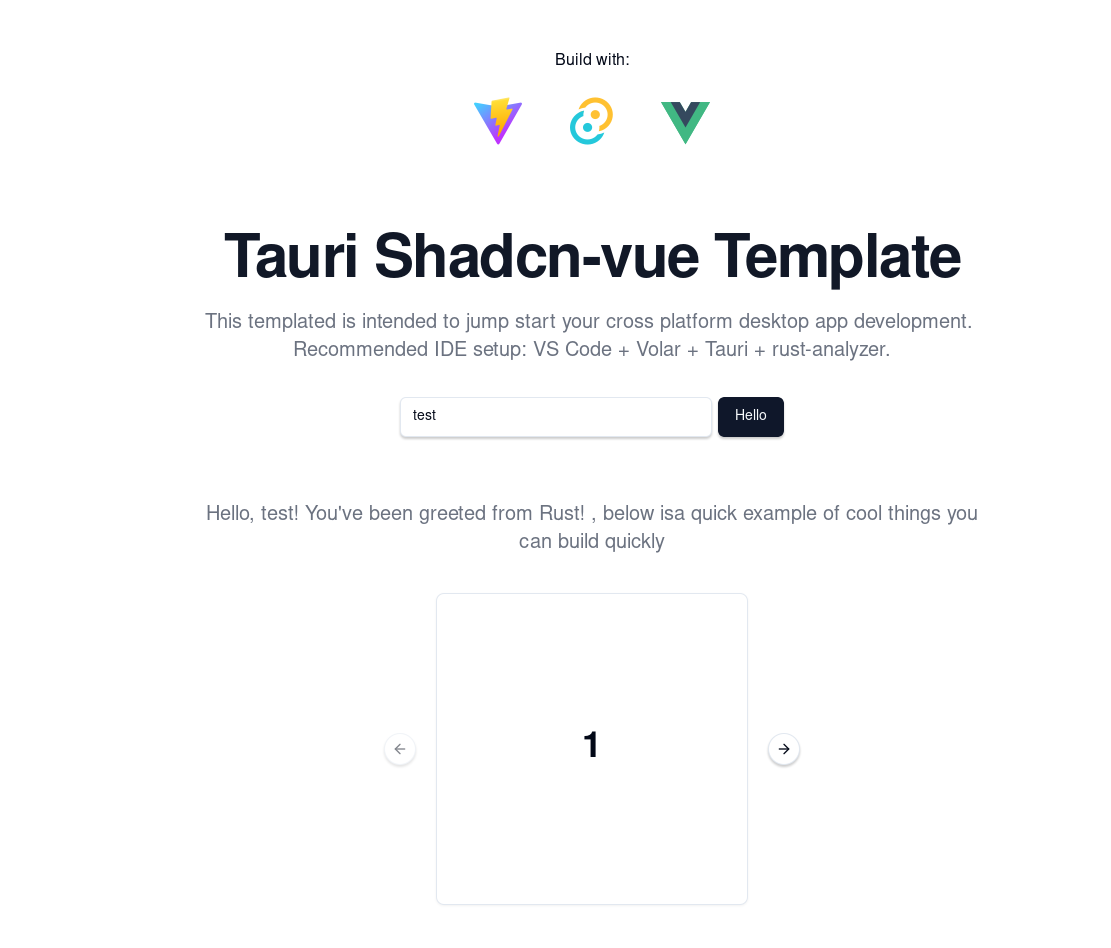 Build with:
Tauri Shadcn-vue Template
This templated is intended to jump start your cross platform desktop app development.
Recommended IDE setup: VS Code + Volar + Tauri + rust-analyzer.
test
Hello
Hello, test! You've been greeted from Rust! , below isa quick example of cool things you
can build quickly
1